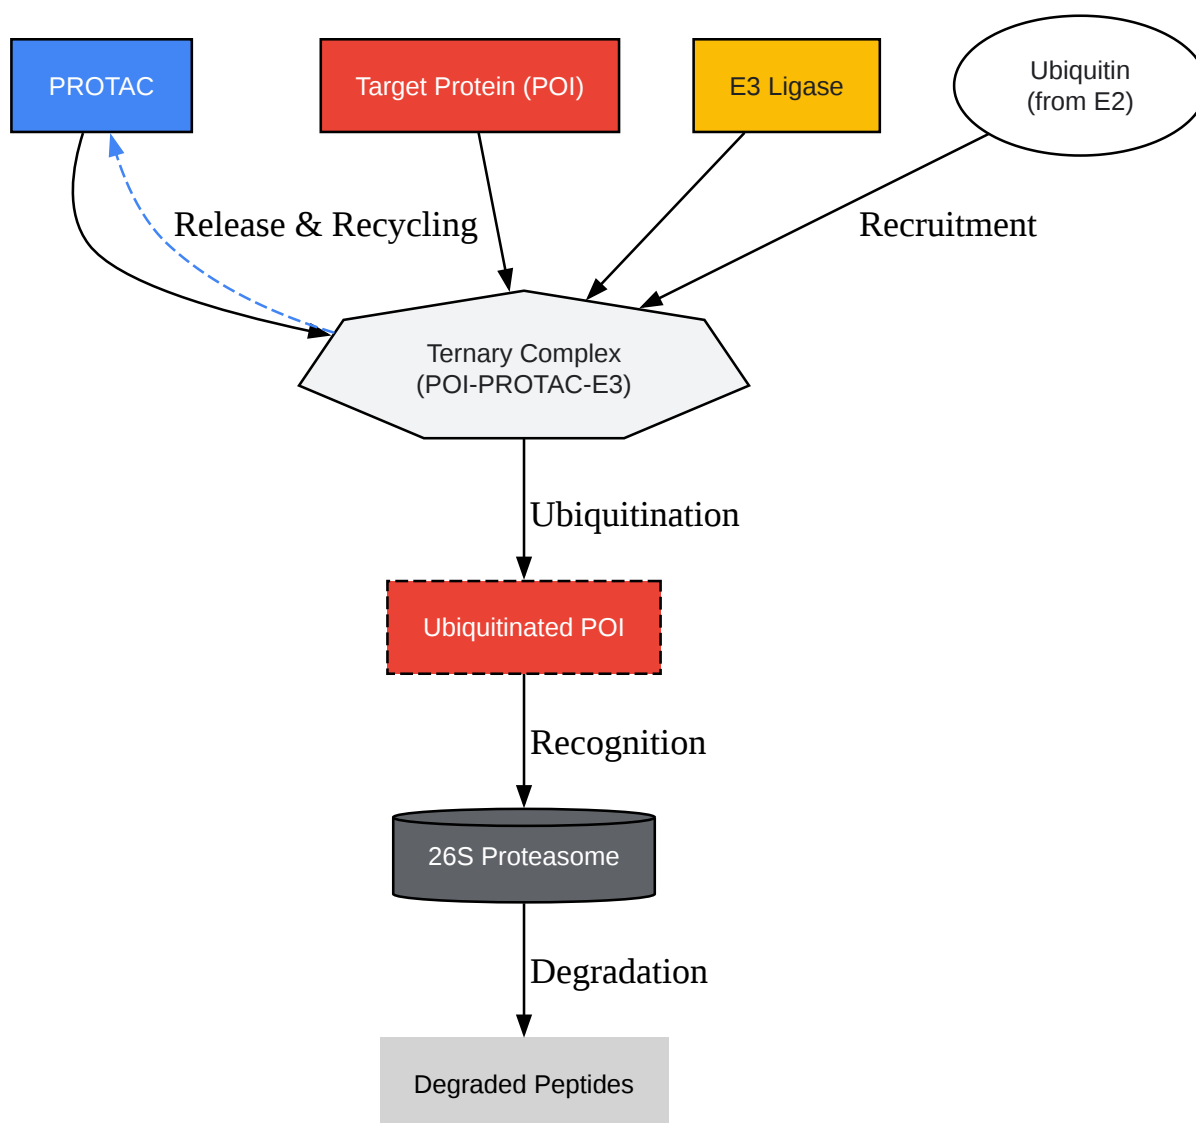 PROTAC
Target Protein (POI)
E3 Ligase
Ubiquitin
(from E2)
Release & Recycling
Recruitment
Ternary Complex
(POI-PROTAC-E3)
Ubiquitination
Ubiquitinated POI
Recognition
26S Proteasome
Degradation
Degraded Peptides